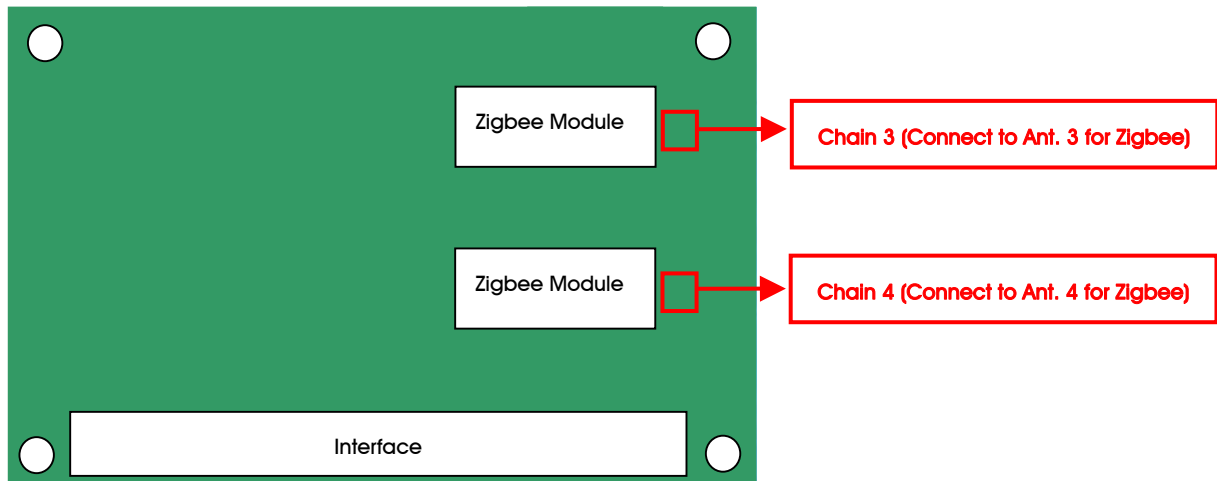 Zigbee Module
Chain 3 (Connect to Ant. 3 for Zigbee)
Zigbee Module
Chain 4 (Connect to Ant. 4 for Zigbee)
Interface